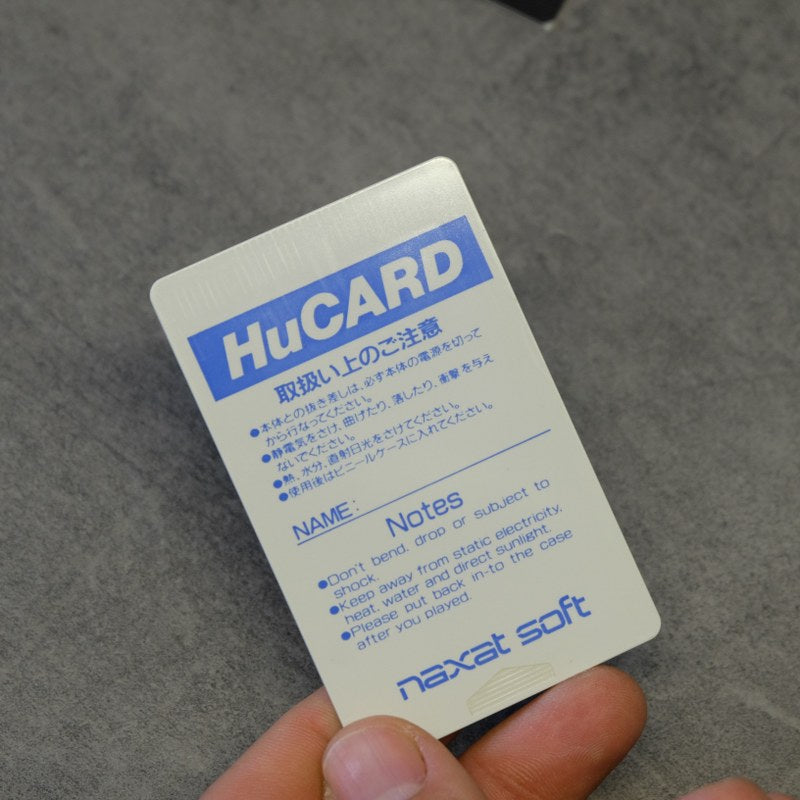 HuCARD
取扱い上のご注意
●本体との抜き差しは、必ず本体の電源を切って
から行なってください。
●静電気をさけ、曲げたり、落したり、衝撃を与え
ないでください。
●熱、水分、直射日光をさけてください。
●使用後はビニールケースに入れてください。
NAME:
Notes
●Don't bend, drop or subject to
shock.
●Keep away from static electricity,
heat, water and direct sunlight.
●Please put back in-to the case
after you played.
naxat soft